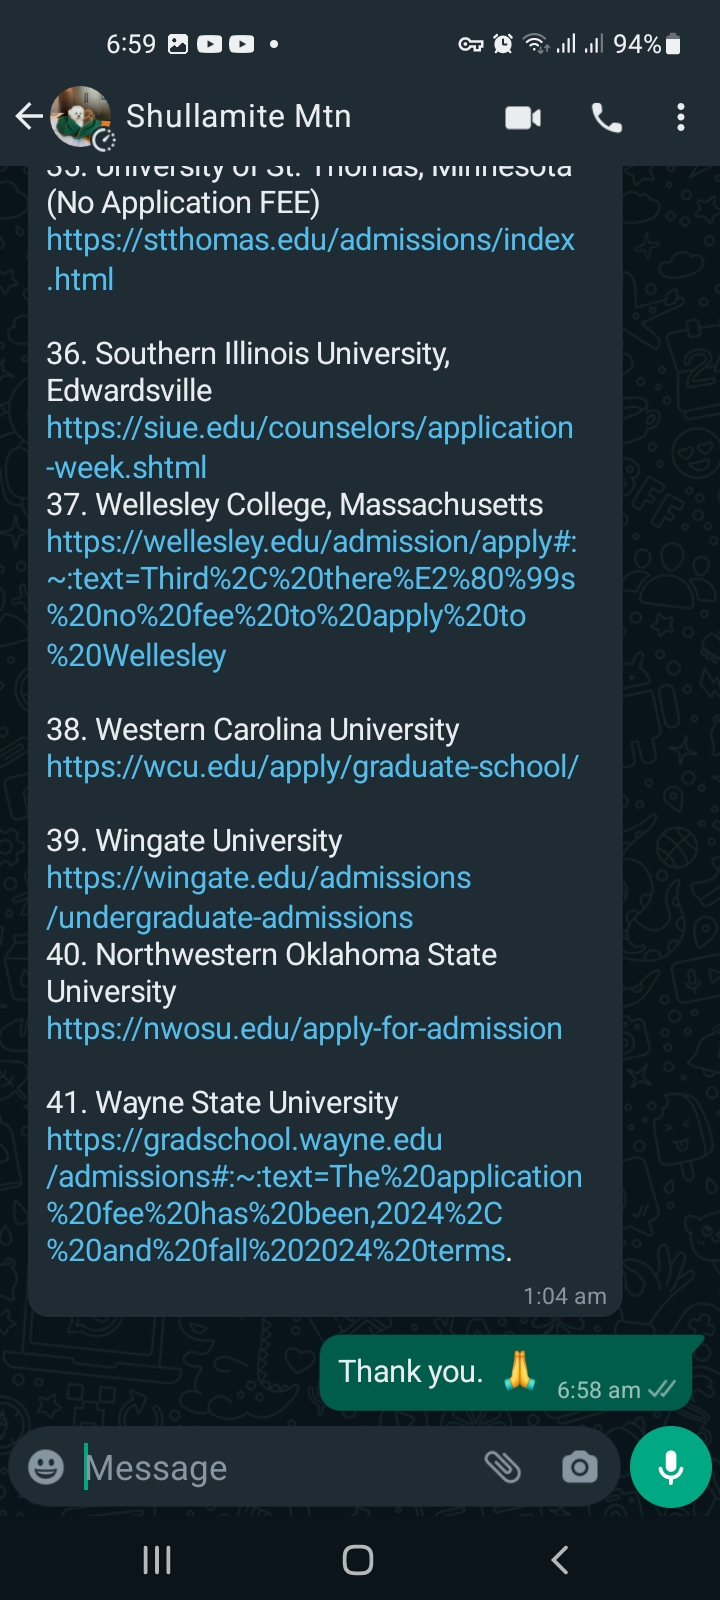 6:59
94%
Shullamite Mtn
35. University of St. Thomas, Minnesota
(No Application FEE)
https://stthomas.edu/admissions/index
.html
36. Southern Illinois University,
Edwardsville
https://siue.edu/counselors/application
-week.shtml
37. Wellesley College, Massachusetts
https://wellesley.edu/admission/apply#:
~:text=Third%2C%20there%E2%80%99s
%20no%20fee%20to%20apply%20to
%20Wellesley
38. Western Carolina University
https://wcu.edu/apply/graduate-school/
39. Wingate University
https://wingate.edu/admissions
/undergraduate-admissions
40. Northwestern Oklahoma State
University
https://nwosu.edu/apply-for-admission
41. Wayne State University
https://gradschool.wayne.edu
/admissions#:~:text=The%20application
%20fee%20has%20been,2024%2C
%20and%20fall%202024%20terms.
1:04 am
Thank you. 🙏
6:58 am
Message